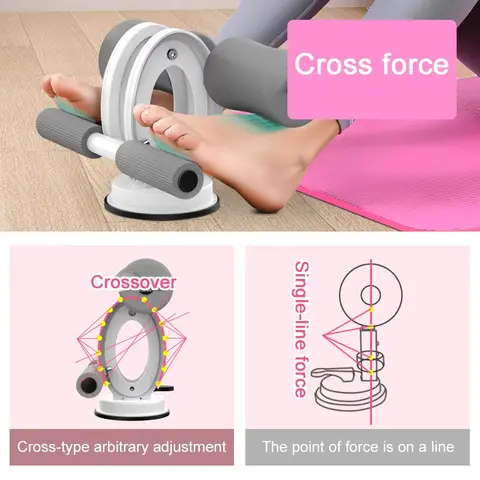 Cross force
Crossover
Single-line force
Cross-type arbitrary adjustment
The point of force is on a line